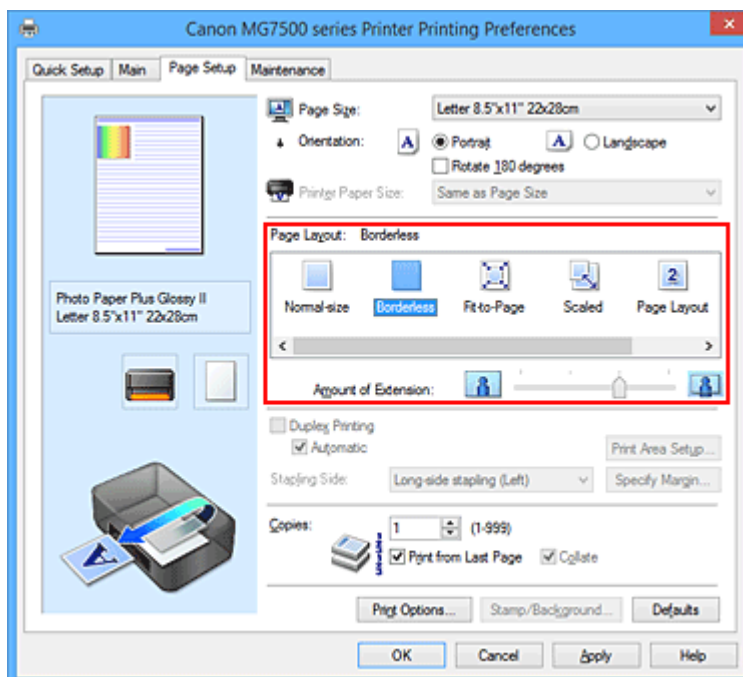 Canon MG7500 series Printer Printing Preferences
Quick Setup Main Page Setup Maintenance
Page Size: Letter 8.5"x11" 22x28cm
Orientation: A Portrait A Landscape
Rotate 180 degrees
Printer Paper Size: Same as Page Size
Page Layout: Borderless
2
Normal-size Borderless Fit-to-Page Scaled Page Layout
Photo Paper Plus Glossy II
Letter 8.5"x11" 22x28cm
Amount of Extension:
Duplex Printing
Automatic
Print Area Setup...
Stapling Side: Long-side stapling (Left) Specify Margin...
Copies: 1 (1-999)
Print from Last Page Collate
A
Print Options... Stamp/Background... Defaults
OK Cancel Apply Help